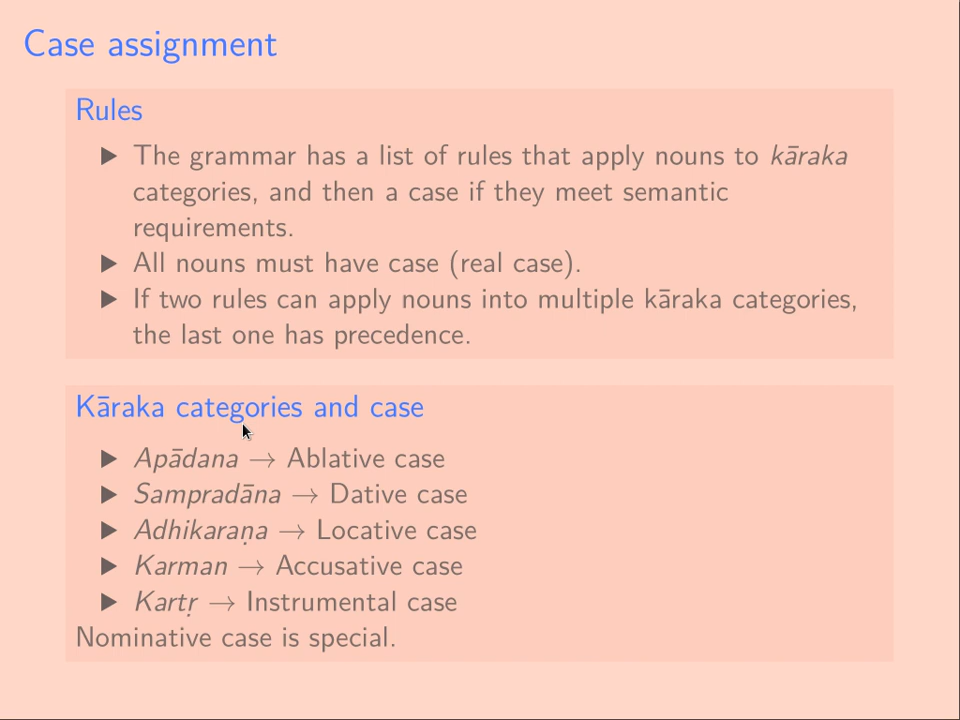 Case assignment
Rules
▶ The grammar has a list of rules that apply nouns to kāraka
categories, and then a case if they meet semantic
requirements.
▶ All nouns must have case (real case).
▶ If two rules can apply nouns into multiple kāraka categories,
the last one has precedence.
Kāraka categories and case
▶ Apādana → Ablative case
▶ Sampradāna → Dative case
▶ Adhikaraṇa → Locative case
▶ Karman → Accusative case
▶ Kartṛ → Instrumental case
Nominative case is special.